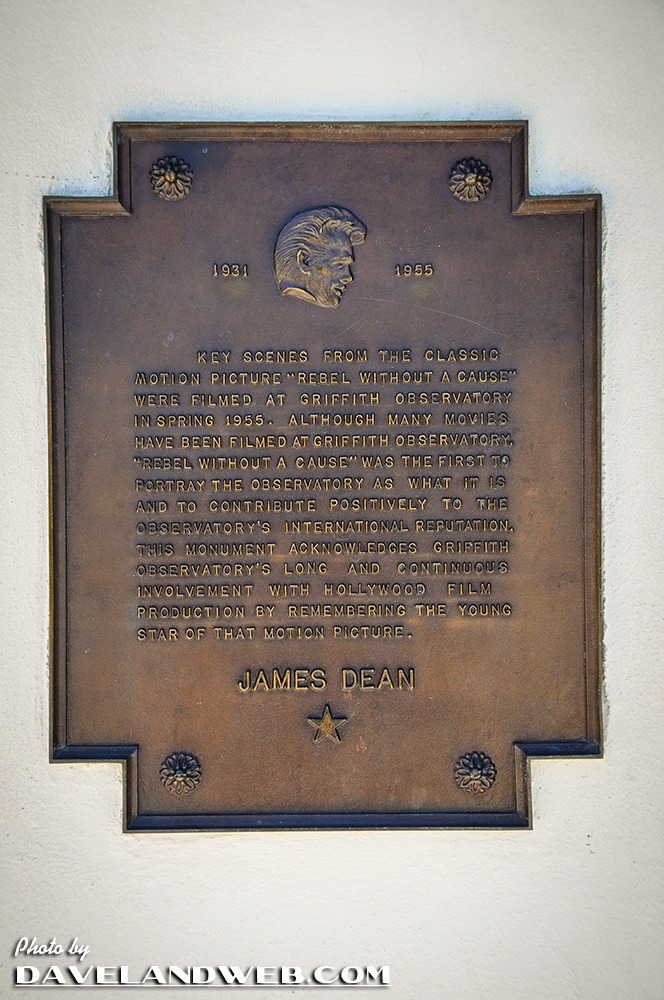 1931 1955
KEY SCENES FROM THE CLASSIC
MOTION PICTURE "REBEL WITHOUT A CAUSE"
WERE FILMED AT GRIFFITH OBSERVATORY
IN SPRING 1955. ALTHOUGH MANY MOVIES
HAVE BEEN FILMED AT GRIFFITH OBSERVATORY,
"REBEL WITHOUT A CAUSE" WAS THE FIRST TO
PORTRAY THE OBSERVATORY AS WHAT IT IS
AND TO CONTRIBUTE POSITIVELY TO THE
OBSERVATORY'S INTERNATIONAL REPUTATION.
THIS MONUMENT ACKNOWLEDGES GRIFFITH
OBSERVATORY'S LONG AND CONTINUOUS
INVOLVEMENT WITH HOLLYWOOD FILM
PRODUCTION BY REMEMBERING THE YOUNG
STAR OF THAT MOTION PICTURE.
JAMES DEAN
Photo by
DAVELANDWEB.COM